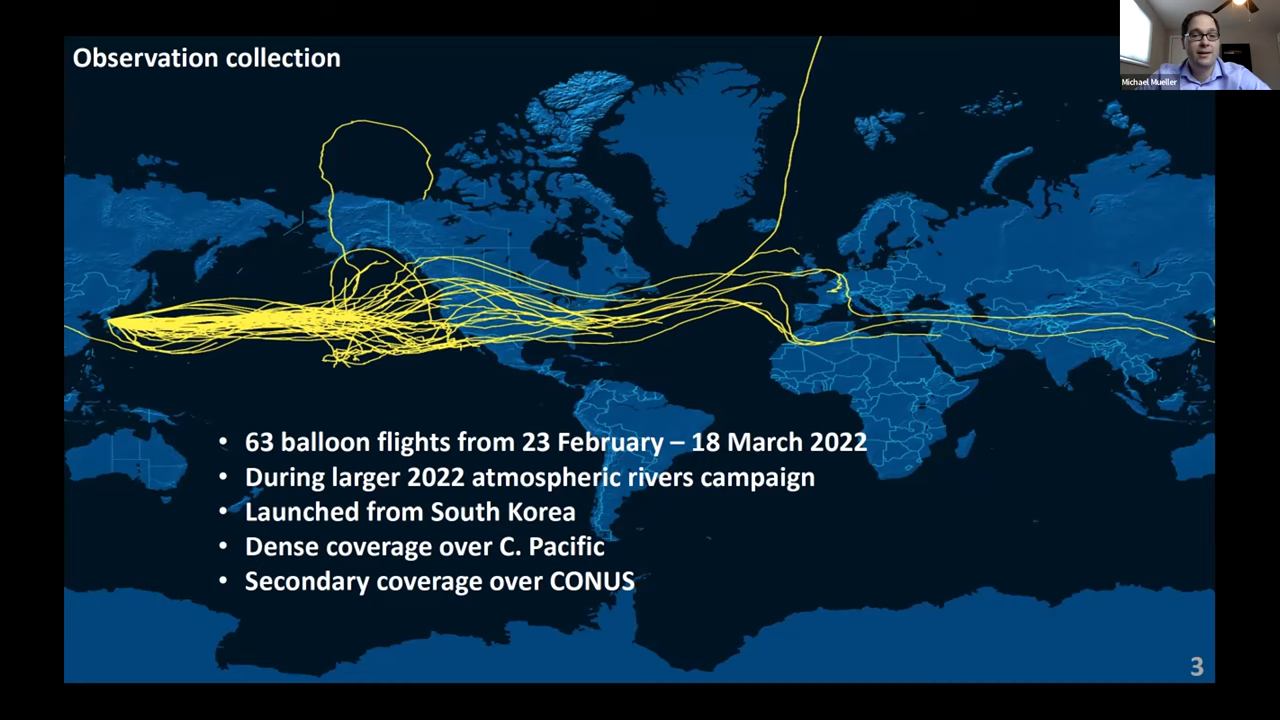 Observation collection
Michael Mueller
• 63 balloon flights from 23 February – 18 March 2022
• During larger 2022 atmospheric rivers campaign
• Launched from South Korea
• Dense coverage over C. Pacific
• Secondary coverage over CONUS
3